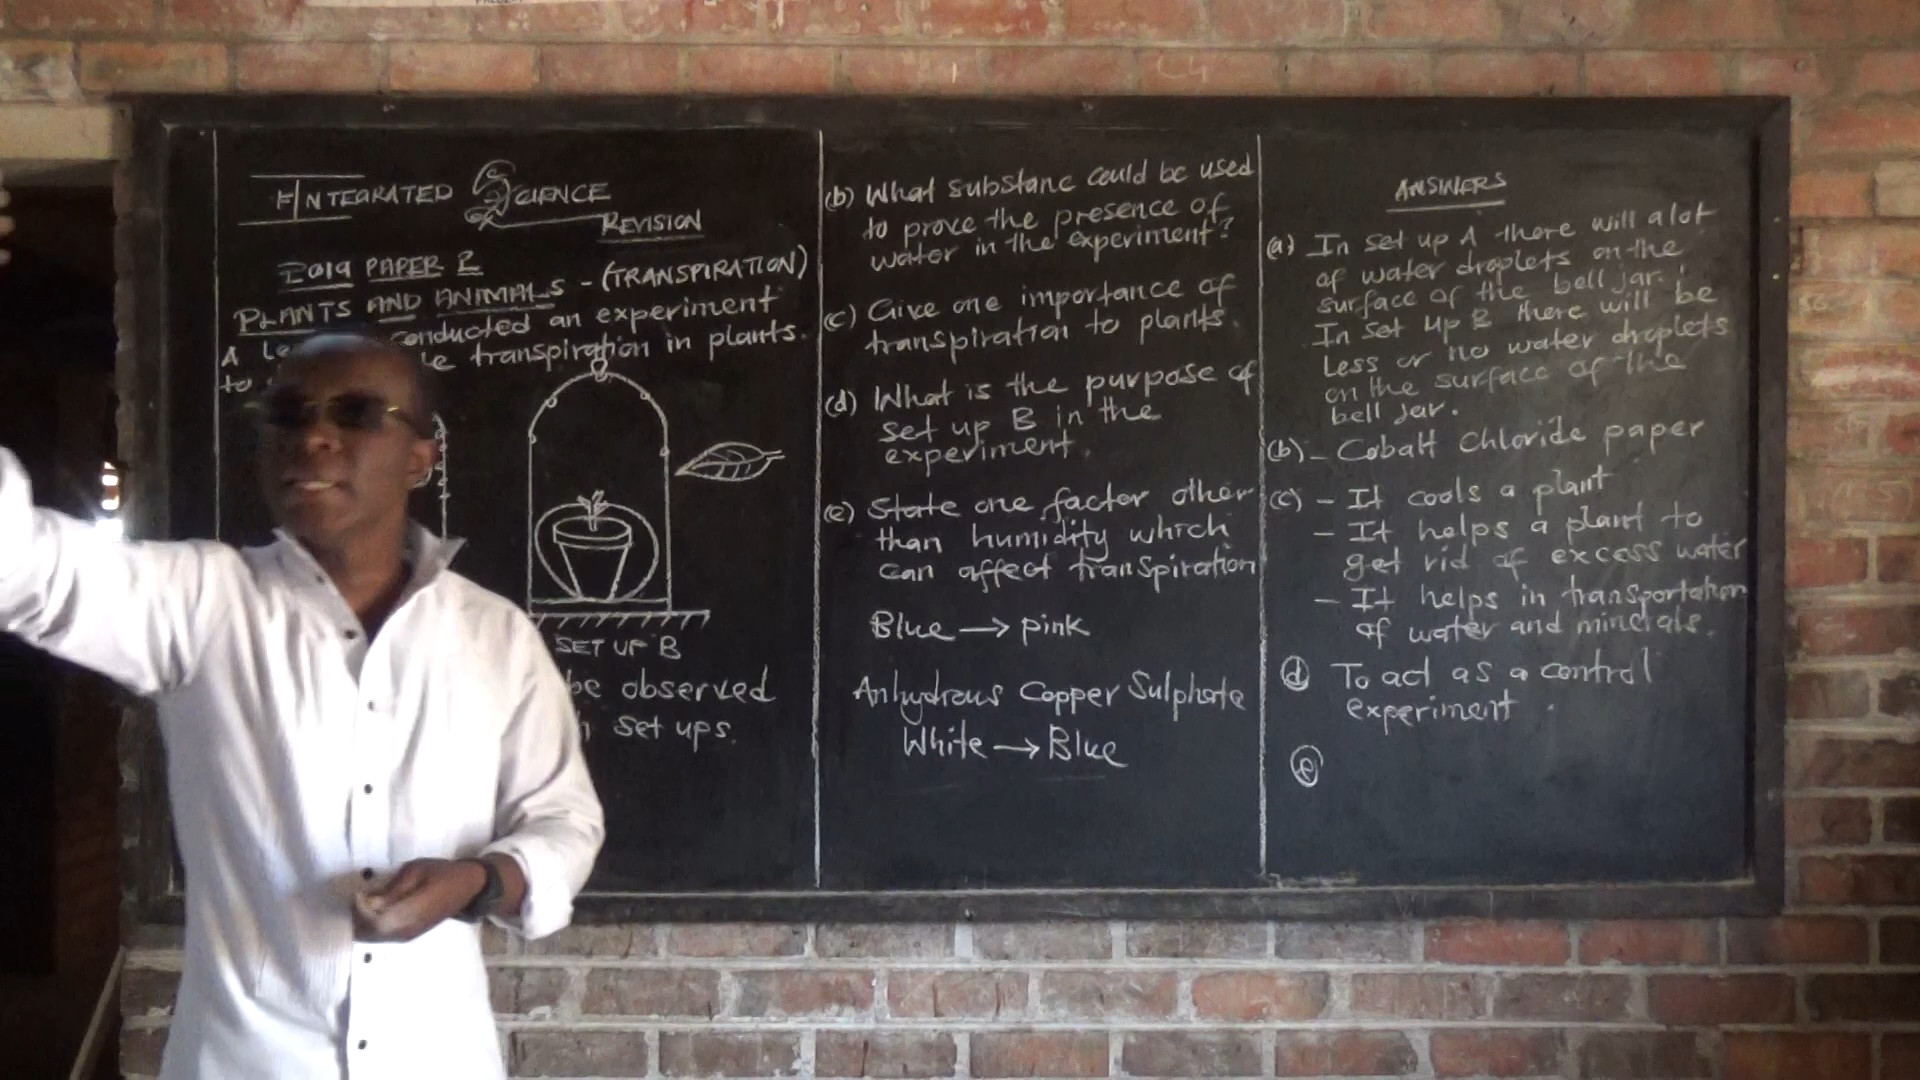 INTEGRATED SCIENCE
REVISION
2019 PAPER 2
PLANTS AND ANIMALS - (TRANSPIRATION)
A conducted an experiment
to transpiration in plants.
SET UP B
be observed
set ups.
(b) What substanc could be used
to prove the presence of
water in the experiment?
(c) Give one importance of
transpiration to plants.
(d) What is the purpose of
set up B in the
experiment.
(e) State one factor other
than humidity which
can affect transpiration
Blue → pink
Anhydrous Copper Sulphate
White → Blue
ANSWERS
(a) In set up A there will alot
of water droplets on the
surface of the bell jar.
In set up B there will be
Less or no water droplets
on the surface of the
bell jar.
(b) - Cobalt Chloride paper
(c) - It cools a plant
- It helps a plant to
get rid of excess water
- It helps in transportation
of water and minerals.
(d) To act as a control
experiment.
(e)